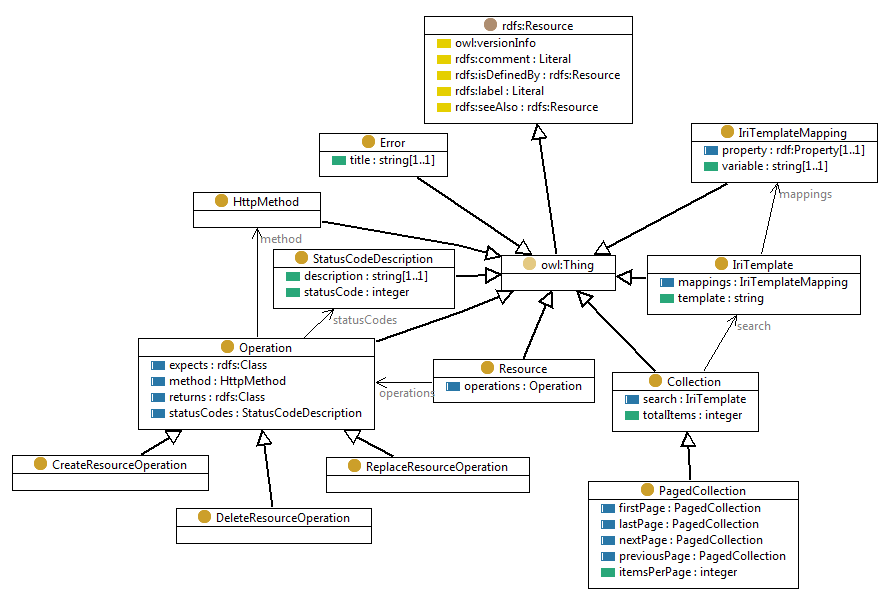 rdfs:Resource
owl:versionInfo
rdfs:comment : Literal
rdfs:isDefinedBy : rdfs:Resource
rdfs:label : Literal
rdfs:seeAlso : rdfs:Resource
Error
title : string[1..1]
IriTemplateMapping
property : rdf:Property[1..1]
variable : string[1..1]
mappings
HttpMethod
method
StatusCodeDescription
description : string[1..1]
statusCode : integer
statusCodes
owl:Thing
IriTemplate
mappings : IriTemplateMapping
template : string
search
Operation
expects : rdfs:Class
method : HttpMethod
returns : rdfs:Class
statusCodes : StatusCodeDescription
operations
Resource
operations : Operation
Collection
search : IriTemplate
totalItems : integer
CreateResourceOperation
ReplaceResourceOperation
DeleteResourceOperation
PagedCollection
firstPage : PagedCollection
lastPage : PagedCollection
nextPage : PagedCollection
previousPage : PagedCollection
itemsPerPage : integer